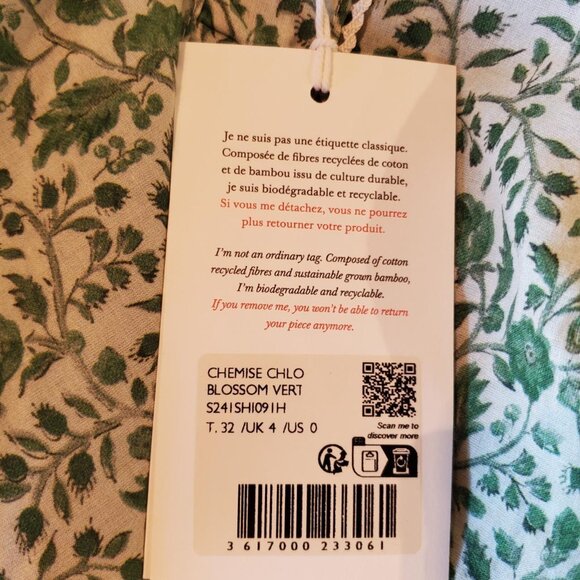 Je ne suis pas une étiquette classique.
Composée de fibres recyclées de coton
et de bambou issu de culture durable,
je suis biodégradable et recyclable.
Si vous me détachez, vous ne pourrez
plus retourner votre produit.
I'm not an ordinary tag. Composed of cotton
recycled fibres and sustainable grown bamboo,
I'm biodegradable and recyclable.
If you remove me, you won't be able to return
your piece anymore.
CHEMISE CHLO
BLOSSOM VERT
S241SHI091H
T. 32 /UK 4 /US 0
Scan me to
discover more
3 617000 233061